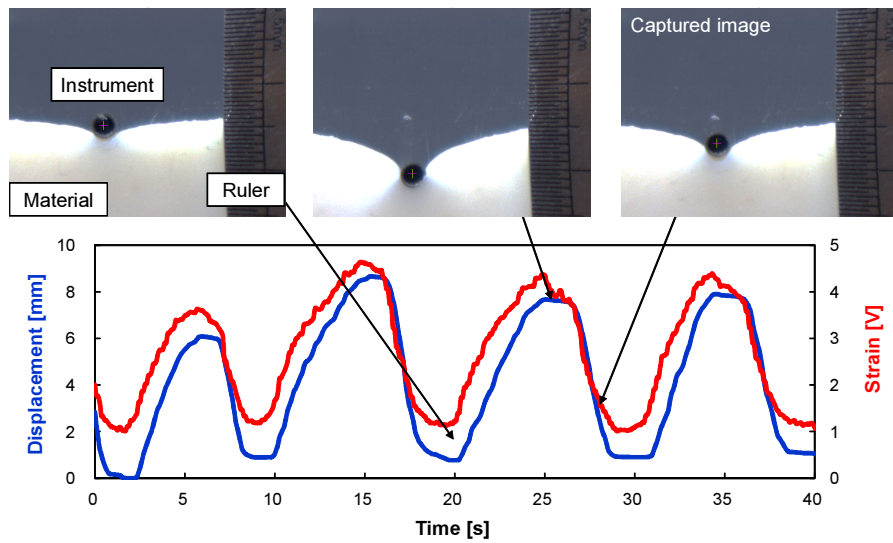 Captured image
Instrument
Material
Ruler
10
8
6
4
2
0
Displacement [mm]
5
4
3
2
1
0
Strain [V]
0 5 10 15 20 25 30 35 40
Time [s]